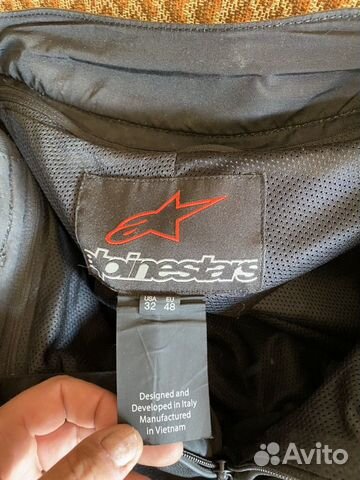 alpinestars
USA EU
32 48
Designed and
Developed in Italy
Manufactured
in Vietnam
Avito